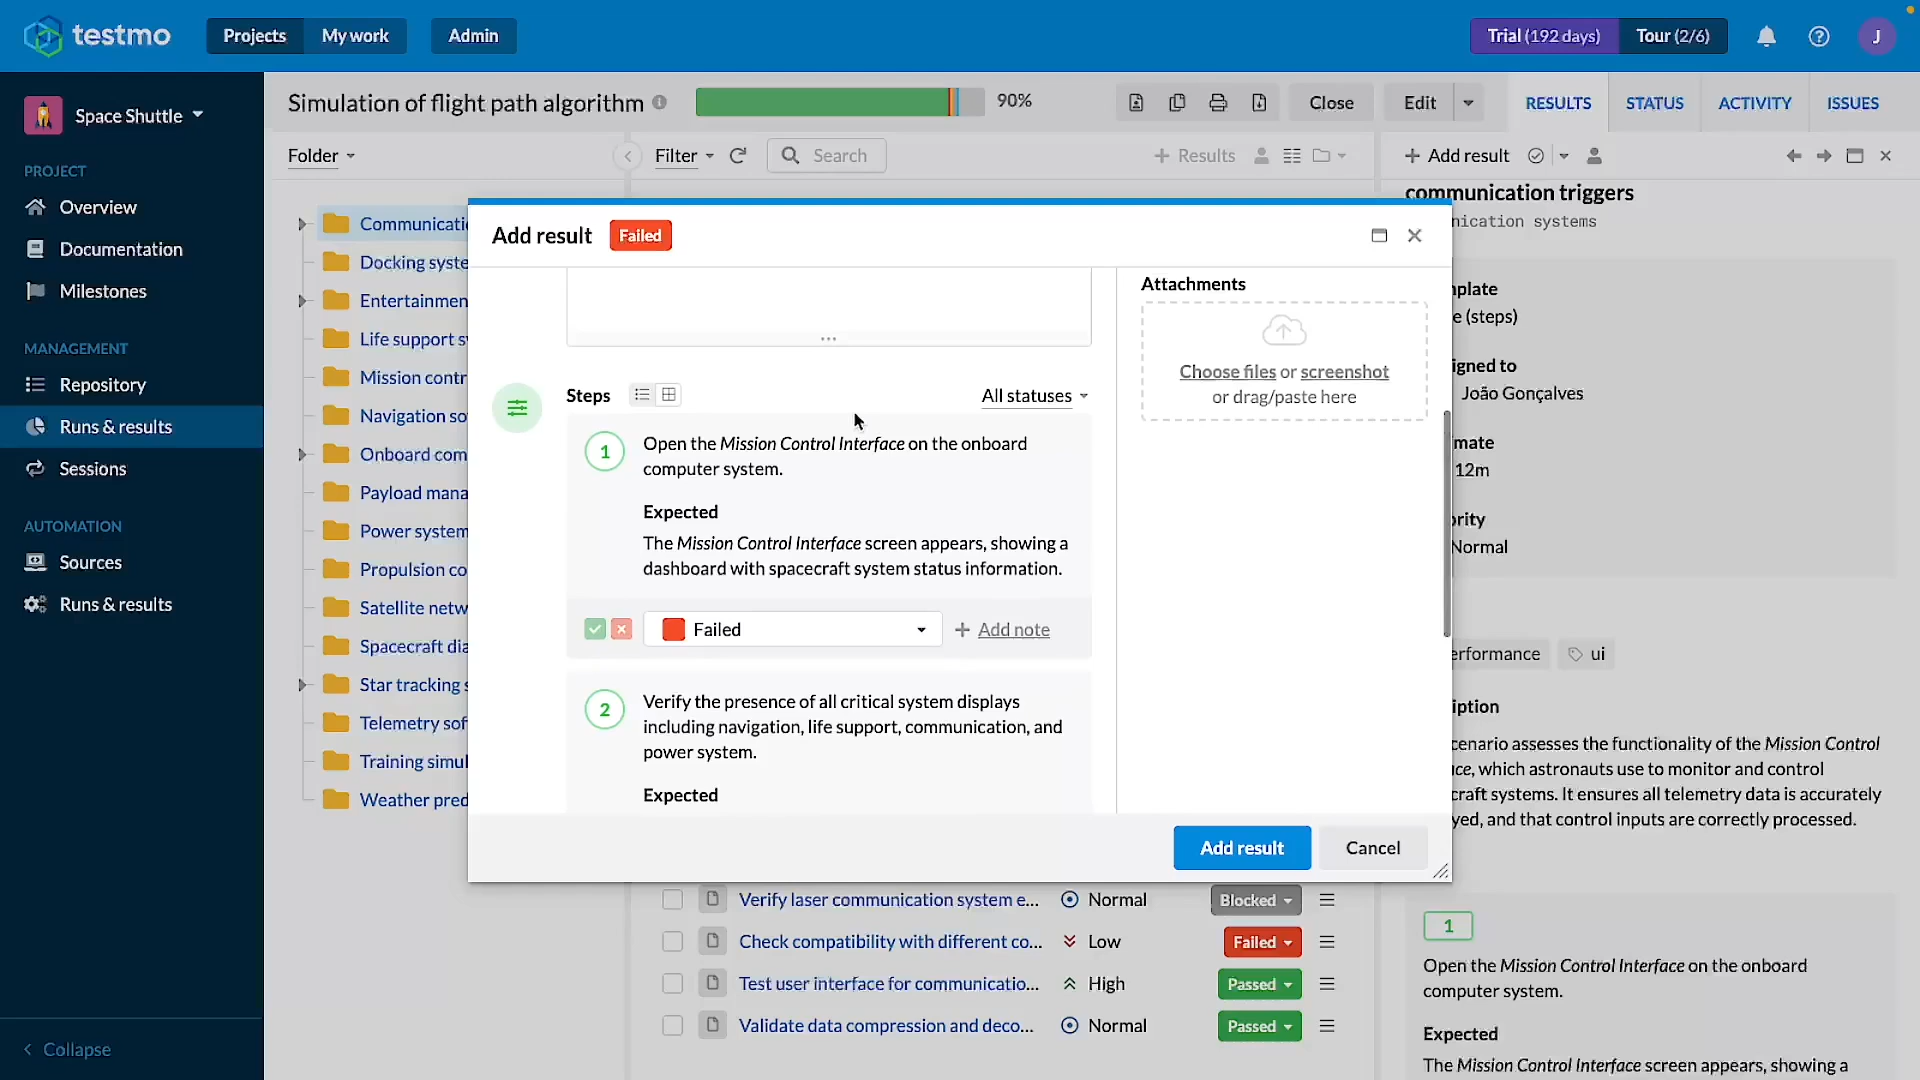 testmo
Projects
My work
Admin
Trial (192 days)
Tour (2/6)
J
Space Shuttle
PROJECT
Overview
Documentation
Milestones
MANAGEMENT
Repository
Runs & results
Sessions
AUTOMATION
Sources
Runs & results
Collapse
Simulation of flight path algorithm
90%
Close
Edit
RESULTS
STATUS
ACTIVITY
ISSUES
Folder
Filter
Search
Results
Add result
Communicatio
Docking syste
Entertainmen
Life support s
Mission contr
Navigation so
Onboard com
Payload mana
Power system
Propulsion co
Satellite netw
Spacecraft dia
Star tracking s
Telemetry sof
Training simul
Weather pred
Add result
Failed
Steps
All statuses
1
Open the Mission Control Interface on the onboard
computer system.
Expected
The Mission Control Interface screen appears, showing a
dashboard with spacecraft system status information.
Failed
Add note
2
Verify the presence of all critical system displays
including navigation, life support, communication, and
power system.
Expected
Attachments
Choose files or screenshot
or drag/paste here
Add result
Cancel
Verify laser communication system e...
Normal
Blocked
Check compatibility with different co...
Low
Failed
Test user interface for communicatio...
High
Passed
Validate data compression and deco...
Normal
Passed
communication triggers
nication systems
mplate
e (steps)
igned to
João Gonçalves
mate
12m
ority
Normal
erformance
ui
iption
cenario assesses the functionality of the Mission Control
ce, which astronauts use to monitor and control
craft systems. It ensures all telemetry data is accurately
yed, and that control inputs are correctly processed.
1
Open the Mission Control Interface on the onboard
computer system.
Expected
The Mission Control Interface screen appears, showing a